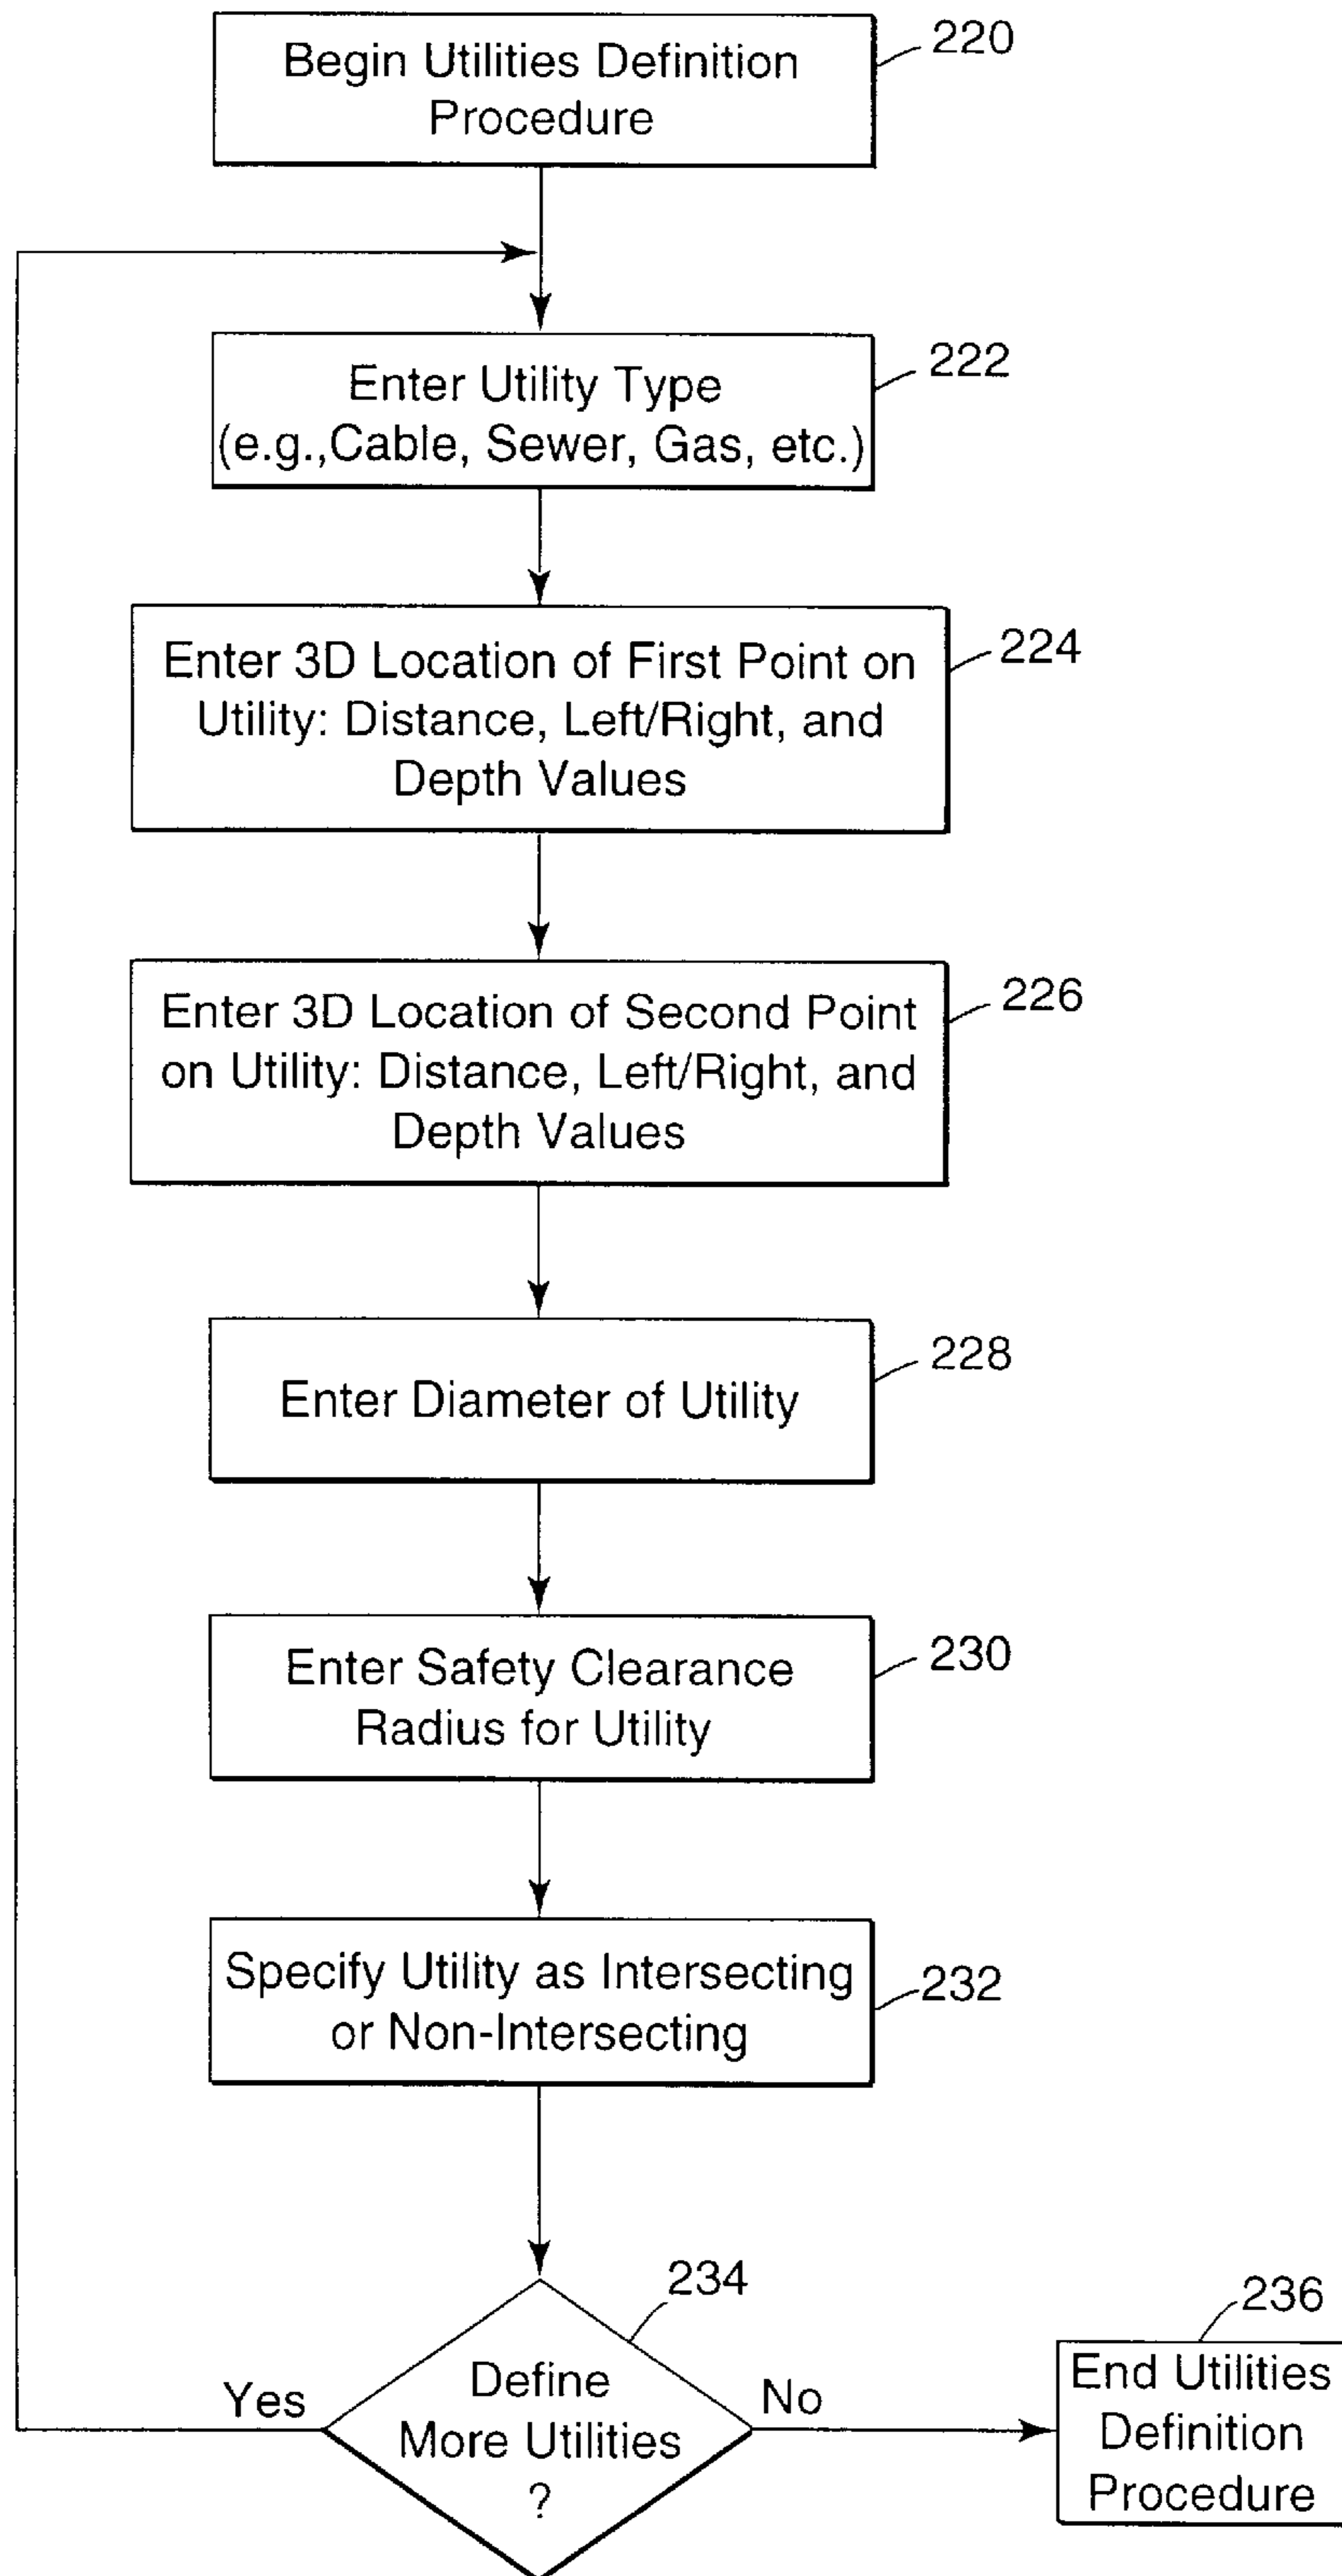 Begin Utilities Definition
Procedure
220
Enter Utility Type
(e.g.,Cable, Sewer, Gas, etc.)
222
Enter 3D Location of First Point on
Utility: Distance, Left/Right, and
Depth Values
224
Enter 3D Location of Second Point
on Utility: Distance, Left/Right, and
Depth Values
226
Enter Diameter of Utility
228
Enter Safety Clearance
Radius for Utility
230
Specify Utility as Intersecting
or Non-Intersecting
232
Define
More Utilities
?
234
Yes
No
End Utilities
Definition
Procedure
236